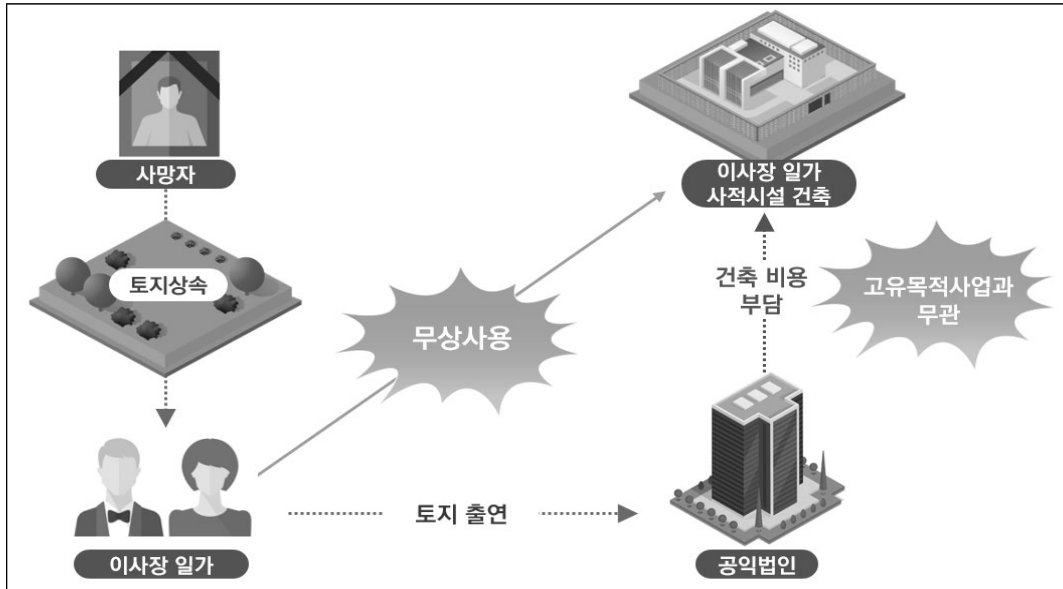 사망자
토지상속
이사장 일가
사적시설 건축
건축 비용
부담
고유목적사업과
무관
무상사용
토지 출연
이사장 일가
공익법인